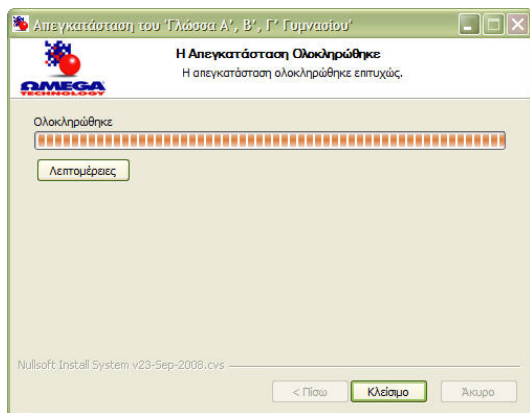 Απεγκατάσταση του 'Γλώσσα Α', Β', Γ' Γυμνασίου'
Η Απεγκατάσταση Ολοκληρώθηκε
Η απεγκατάσταση ολοκληρώθηκε επιτυχώς.
ΩMEGA
TECHNOLOGY
Ολοκληρώθηκε
Λεπτομέρειες
Nullsoft Install System v23-Sep-2008.cvs
< Πίσω
Κλείσιμο
Άκυρο